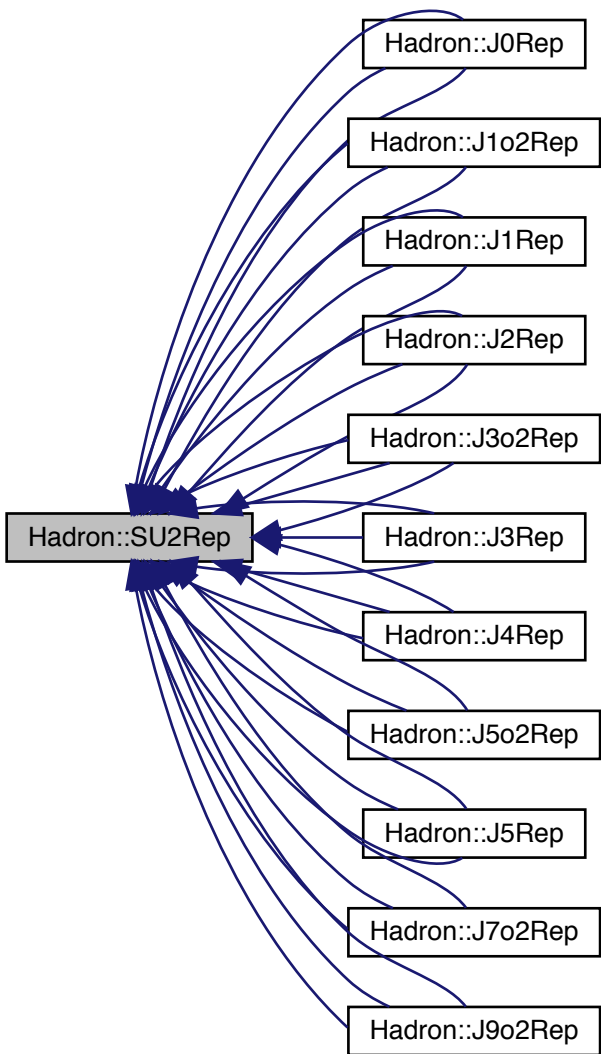 Hadron::J0Rep
Hadron::J1o2Rep
Hadron::J1Rep
Hadron::J2Rep
Hadron::J3o2Rep
Hadron::SU2Rep
Hadron::J3Rep
Hadron::J4Rep
Hadron::J5o2Rep
Hadron::J5Rep
Hadron::J7o2Rep
Hadron::J9o2Rep